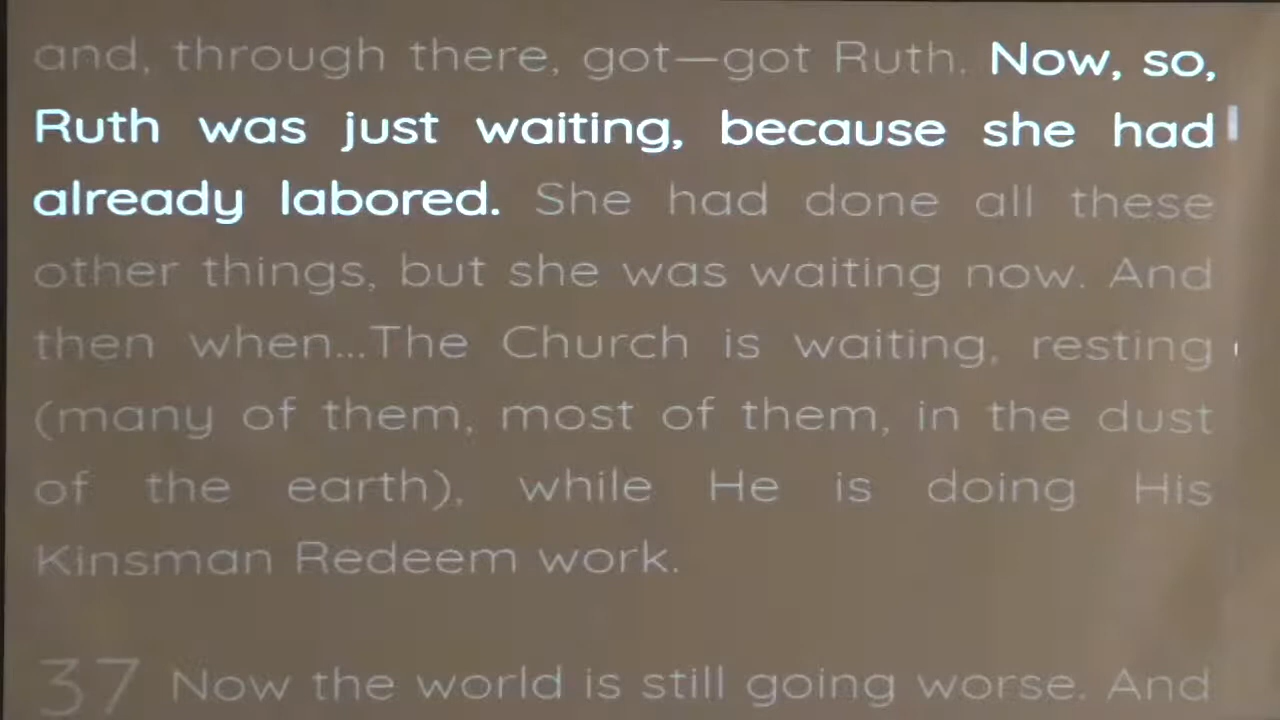 and, through there, got—got Ruth. Now, so,
Ruth was just waiting, because she had
already labored. She had done all these
other things, but she was waiting now. And
then when...The Church is waiting, resting
(many of them, most of them, in the dust
of the earth), while He is doing His
Kinsman Redeem work.
37 Now the world is still going worse. And